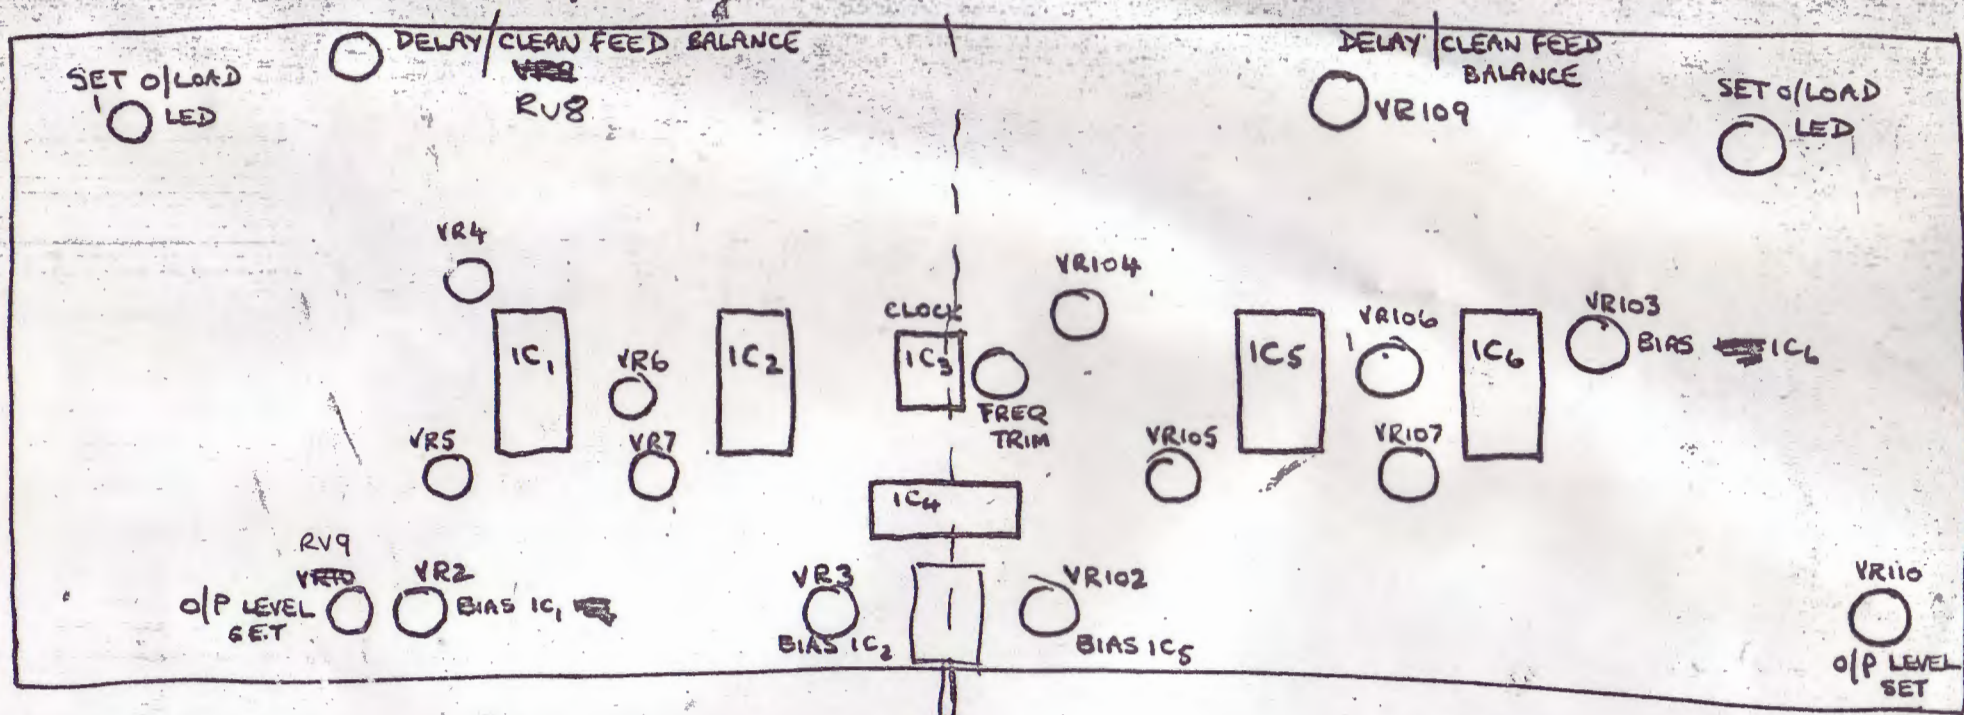 DELAY/CLEAN FEED BALANCE
RV8
SET O/LOAD
LED
DELAY/CLEAN FEED
BALANCE
VR109
SET O/LOAD
LED
VR4
IC1
VR6
IC2
VR5
VR7
CLOCK
IC3
FREQ
TRIM
VR104
IC5
VR106
IC6
VR103
BIAS IC6
VR105
VR107
IC4
RV9
VR10
O/P LEVEL
SET
VR2
BIAS IC1
VR3
BIAS IC2
VR102
BIAS IC5
VR110
O/P LEVEL
SET